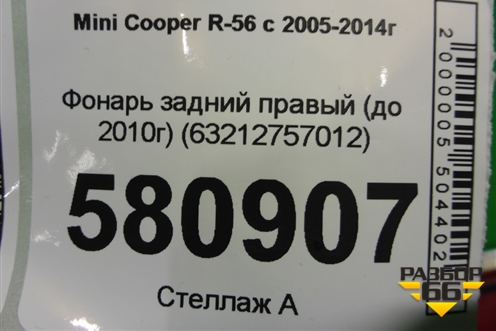 Mini Cooper R-56 с 2005-2014г
Фонарь задний правый (до
2010г) (63212757012)
580907
Стеллаж А
2000005504402
РАЗБОР
66